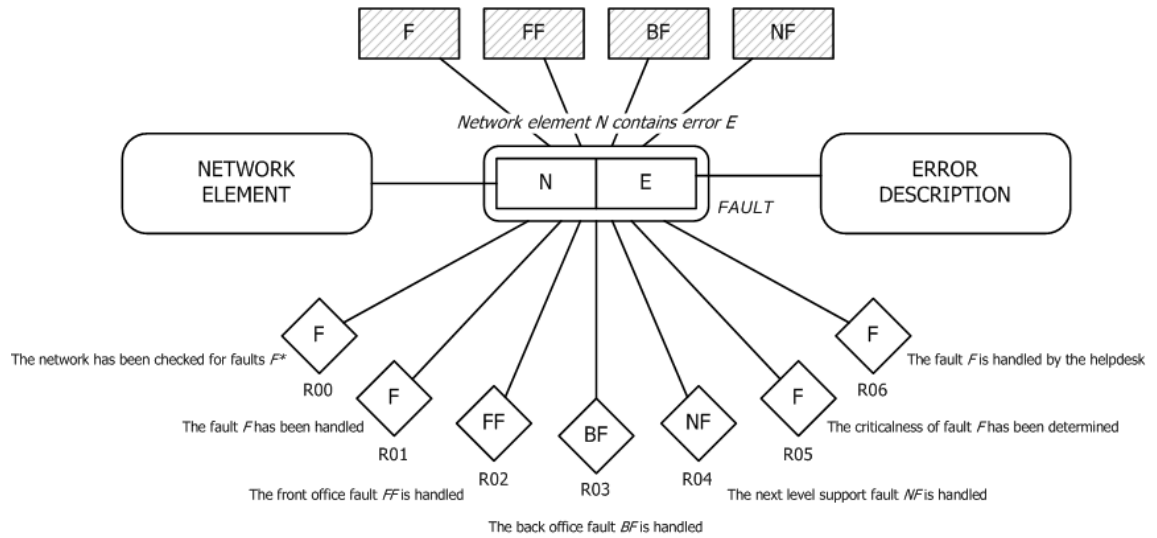 F FF BF NF
Network element N contains error E
NETWORK
ELEMENT
N E
ERROR
DESCRIPTION
FAULT
F
F
The network has been checked for faults F*
The fault F is handled by the helpdesk
R00
R06
F FF BF NF F
The fault F has been handled
The criticalness of fault F has been determined
R01
R02
R03
R04
R05
The front office fault FF is handled
The next level support fault NF is handled
The back office fault BF is handled